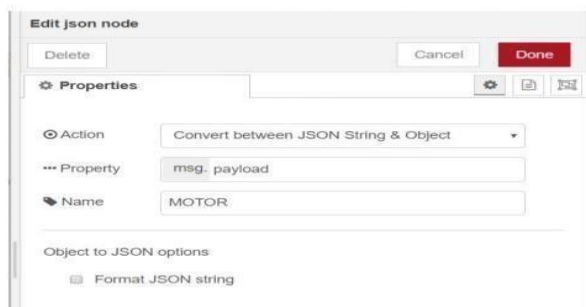 Edit json node
Delete Cancel Done
Properties
Action Convert between JSON String & Object
Property msg. payload
Name MOTOR
Object to JSON options
Format JSON string